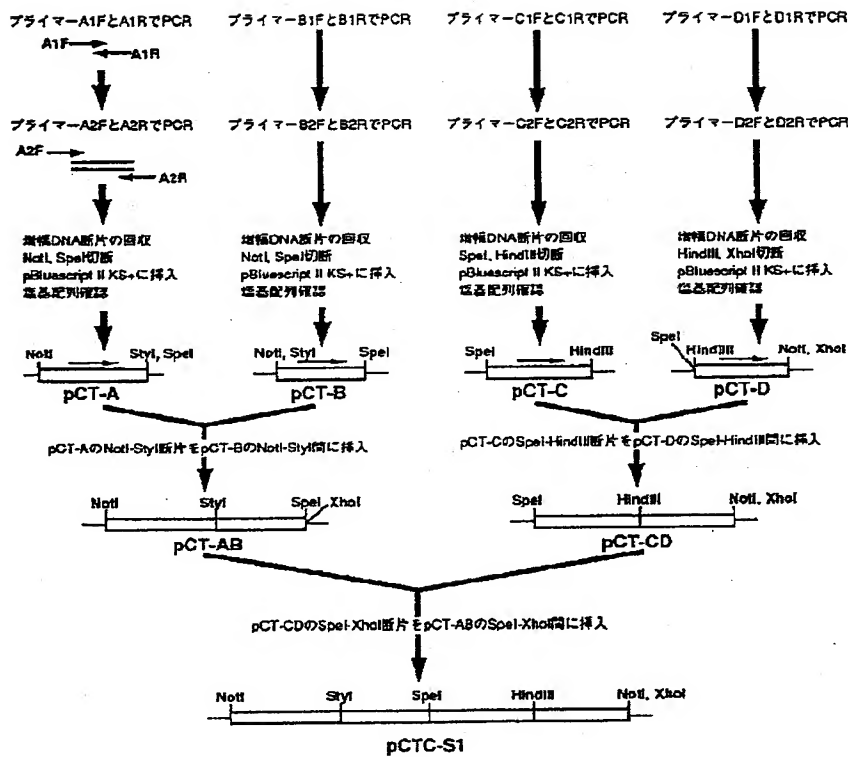 プライマーA1FとA1RでPCR
プライマーB1FとB1RでPCR
プライマーC1FとC1RでPCR
プライマーD1FとD1RでPCR
A1F
A1R
プライマーA2FとA2RでPCR
プライマーB2FとB2RでPCR
プライマーC2FとC2RでPCR
プライマーD2FとD2RでPCR
A2F
A2R
増幅DNA断片の回収
NotI, SpeI切断
pBluescript II KS+に挿入
塩基配列確認
増幅DNA断片の回収
NotI, SpeI切断
pBluescript II KS+に挿入
塩基配列確認
増幅DNA断片の回収
SpeI, HindIII切断
pBluescript II KS+に挿入
塩基配列確認
増幅DNA断片の回収
HindIII, XhoI切断
pBluescript II KS+に挿入
塩基配列確認
NotI
StyI, SpeI
pCT-A
NotI, StyI
SpeI
pCT-B
SpeI
HindIII
pCT-C
SpeI
HindIII
NotI, XhoI
pCT-D
pCT-AのNotI-StyI断片をpCT-BのNotI-StyI間に挿入
pCT-CのSpeI-HindIII断片をpCT-DのSpeI-HindIII間に挿入
NotI
StyI
SpeI
XhoI
pCT-AB
SpeI
HindIII
NotI, XhoI
pCT-CD
pCT-CDのSpeI-XhoI断片をpCT-ABのSpeI-XhoI間に挿入
NotI
StyI
SpeI
HindIII
NotI, XhoI
pCTC-S1